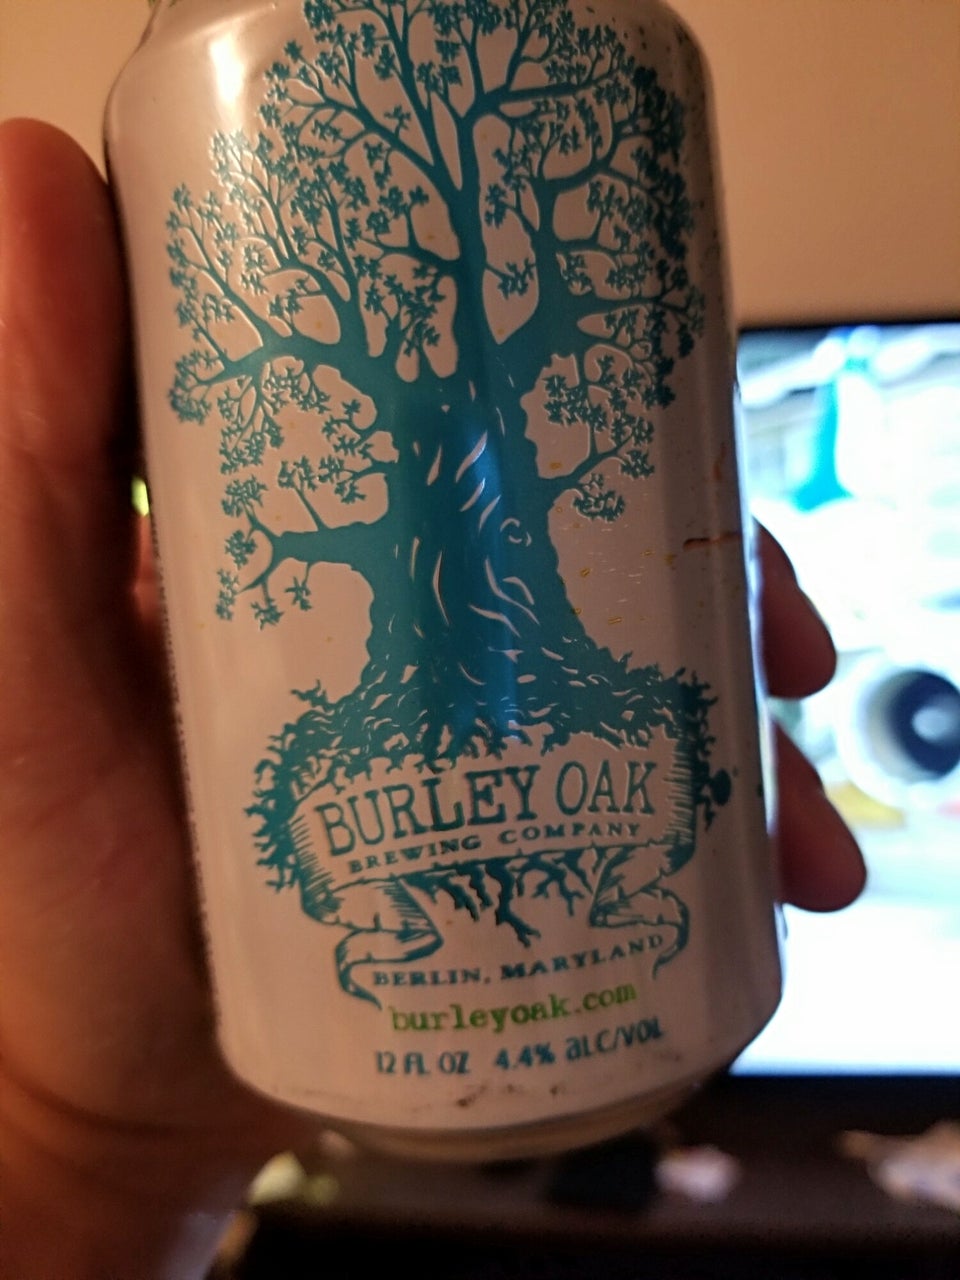 BURLEY OAK
BREWING COMPANY
BERLIN, MARYLAND
burleyoak.com
12 FL OZ 4.4% aLC/VOL